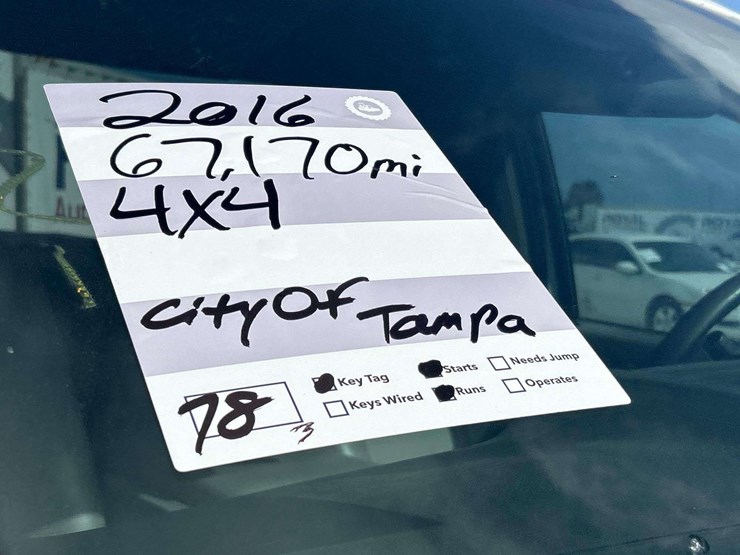 2016
67,170mi
4x4
City Of Tampa
78
Key Tag
Starts
Needs Jump
Keys Wired
Runs
Operates